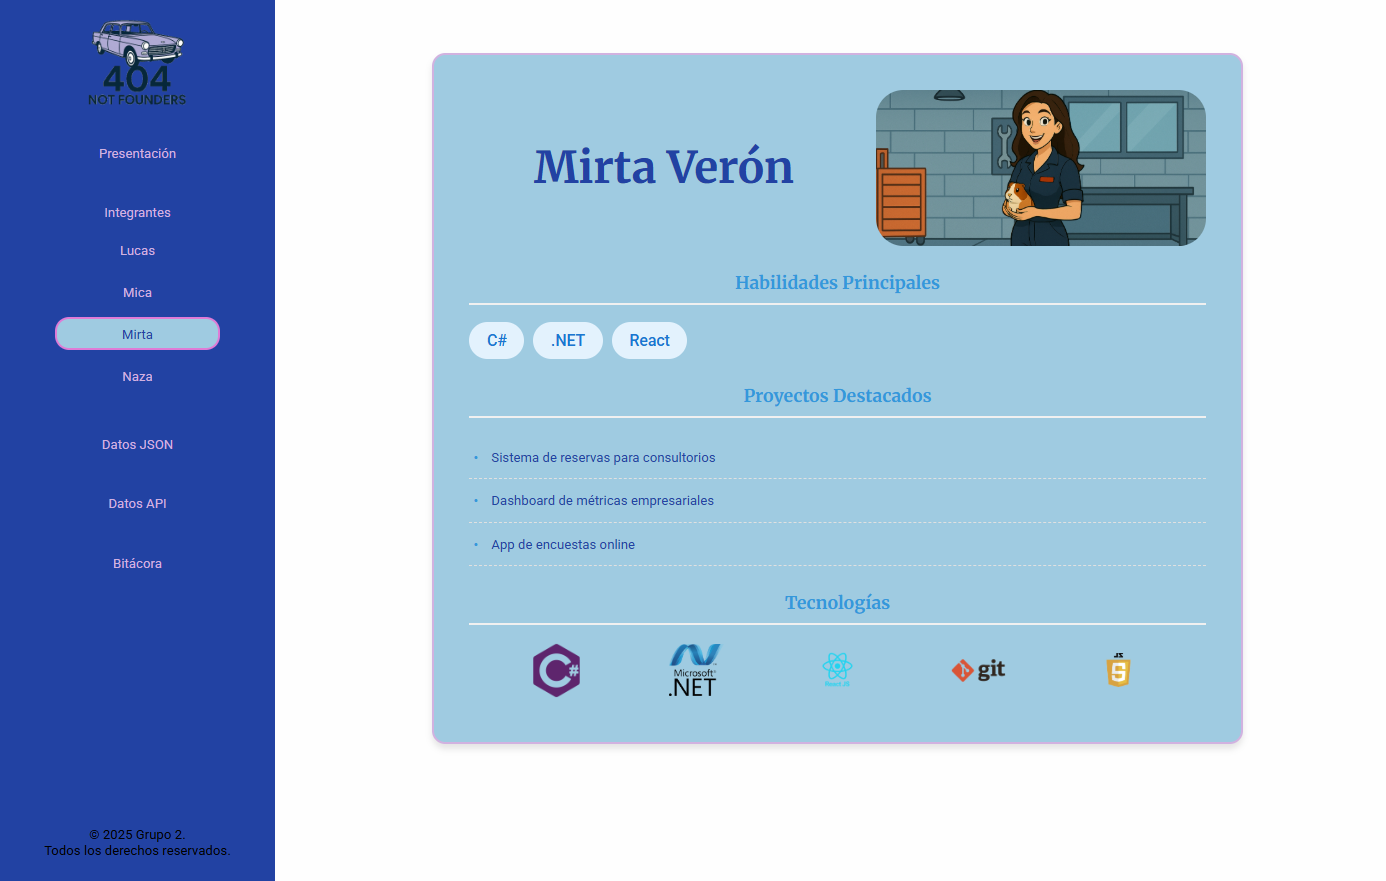 404
NOT FOUNDERS
Presentación
Integrantes
Lucas
Mica
Mirta
Naza
Datos JSON
Datos API
Bitácora
© 2025 Grupo 2.
Todos los derechos reservados.
Mirta Verón
Habilidades Principales
C# .NET React
Proyectos Destacados
• Sistema de reservas para consultorios
• Dashboard de métricas empresariales
• App de encuestas online
Tecnologías
C#
Microsoft®
.NET
React JS
git
JS
S